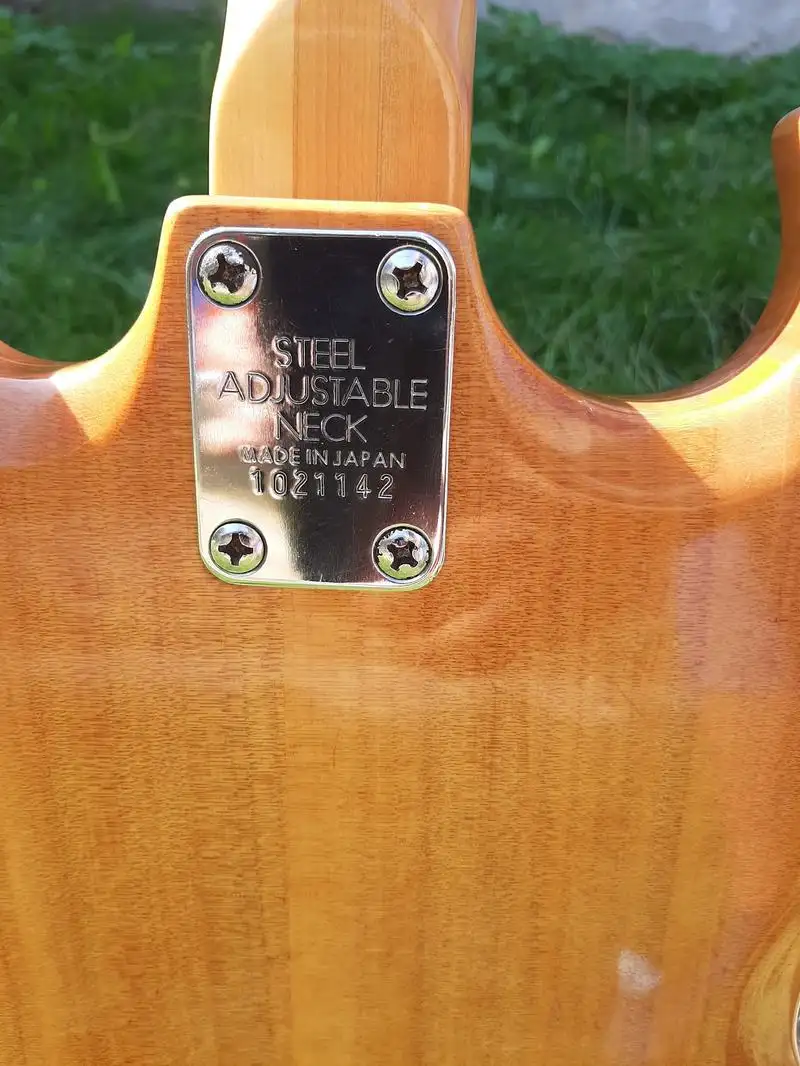 STEEL
ADJUSTABLE
NECK
MADE IN JAPAN
1021142